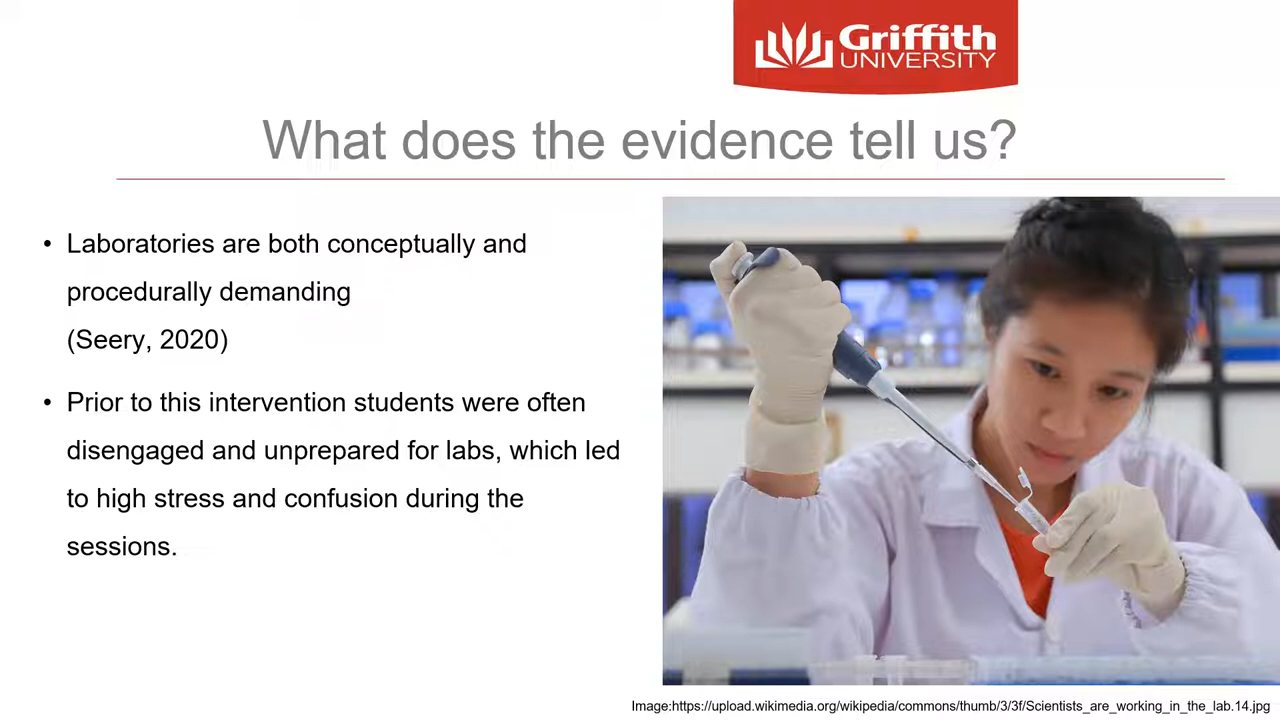 Griffith
UNIVERSITY
What does the evidence tell us?
• Laboratories are both conceptually and
procedurally demanding
(Seery, 2020)
• Prior to this intervention students were often
disengaged and unprepared for labs, which led
to high stress and confusion during the
sessions.
Image:https://upload.wikimedia.org/wikipedia/commons/thumb/3/3f/Scientists_are_working_in_the_lab.14.jpg